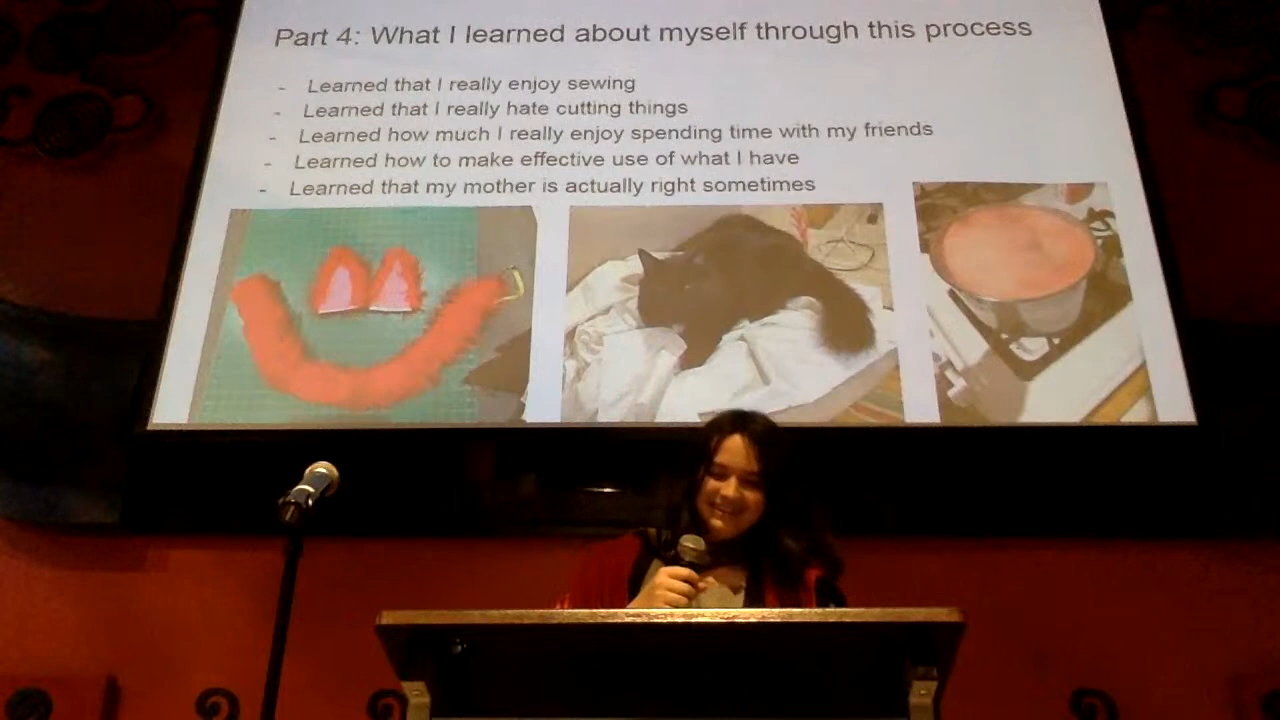 Part 4: What I learned about myself through this process
- Learned that I really enjoy sewing
- Learned that I really hate cutting things
- Learned how much I really enjoy spending time with my friends
- Learned how to make effective use of what I have
- Learned that my mother is actually right sometimes